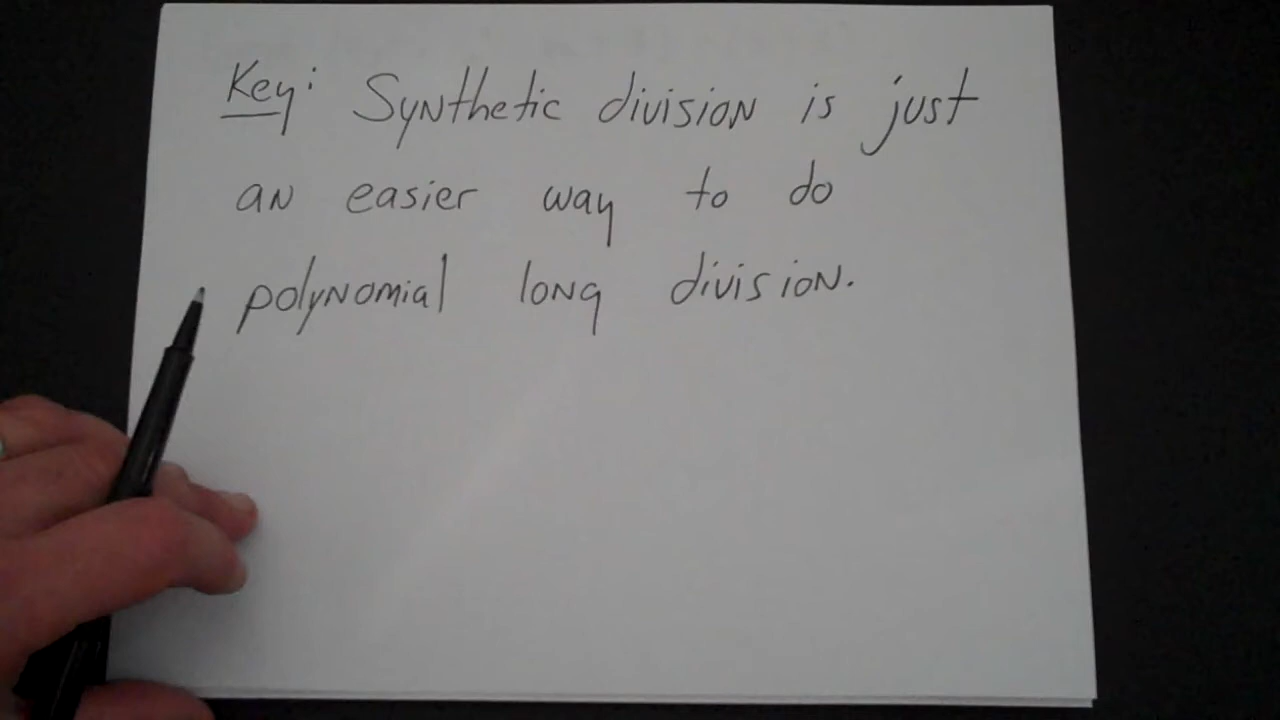 Key: Synthetic division is just
an easier way to do
polynomial long division.